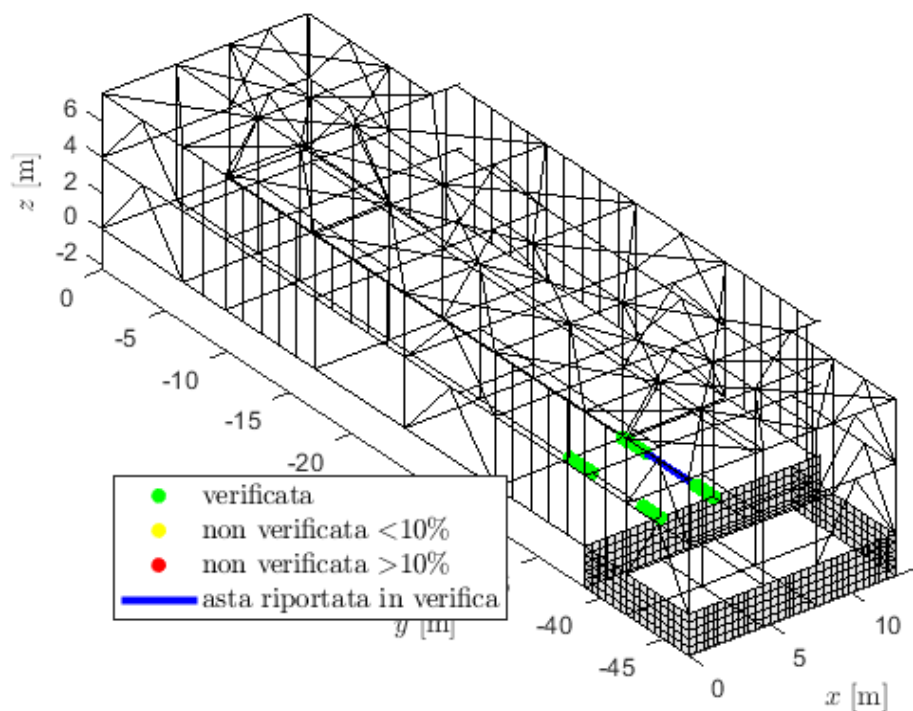 6
4
2
0
-2
z [m]
0
-5
-10
-15
-20
verificata
non verificata <10%
non verificata >10%
asta riportata in verifica
y [m]
-40
-45
0
5
10
x [m]